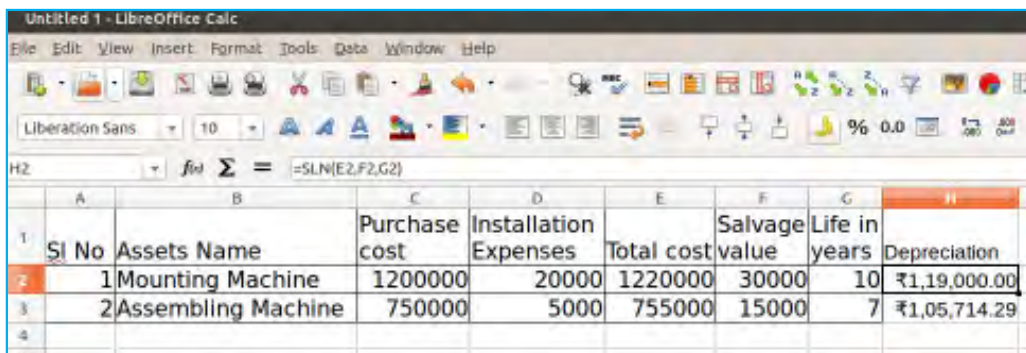 Untitled 1 - LibreOffice Calc
File Edit View Insert Format Tools Data Window Help
Liberation Sans 10 % 0.0
H2 f(x) Σ = =SLN(E2,F2,G2)
A B C D E F G H
1 Sl No Assets Name Purchase cost Installation Expenses Total cost Salvage value Life in years Depreciation
2 1 Mounting Machine 1200000 20000 1220000 30000 10 ₹1,19,000.00
3 2 Assembling Machine 750000 5000 755000 15000 7 ₹1,05,714.29
4